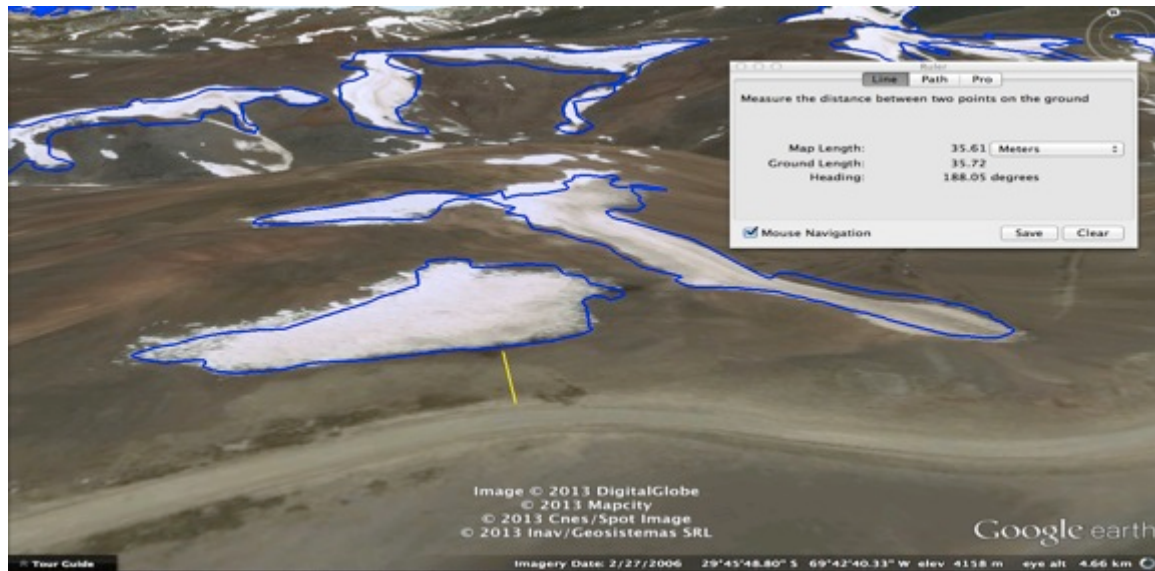 N
Ruler
Line Path Pro
Measure the distance between two points on the ground
Map Length: 35.61 Meters
Ground Length: 35.72
Heading: 188.05 degrees
Mouse Navigation Save Clear
Image © 2013 DigitalGlobe
© 2013 Mapcity
© 2013 Cnes/Spot Image
© 2013 Inav/Geosistemas SRL
Google earth
Tour Guide Imagery Date: 2/27/2006 29°45'48.80" S 69°42'40.33" W elev 4158 m eye alt 4.66 km